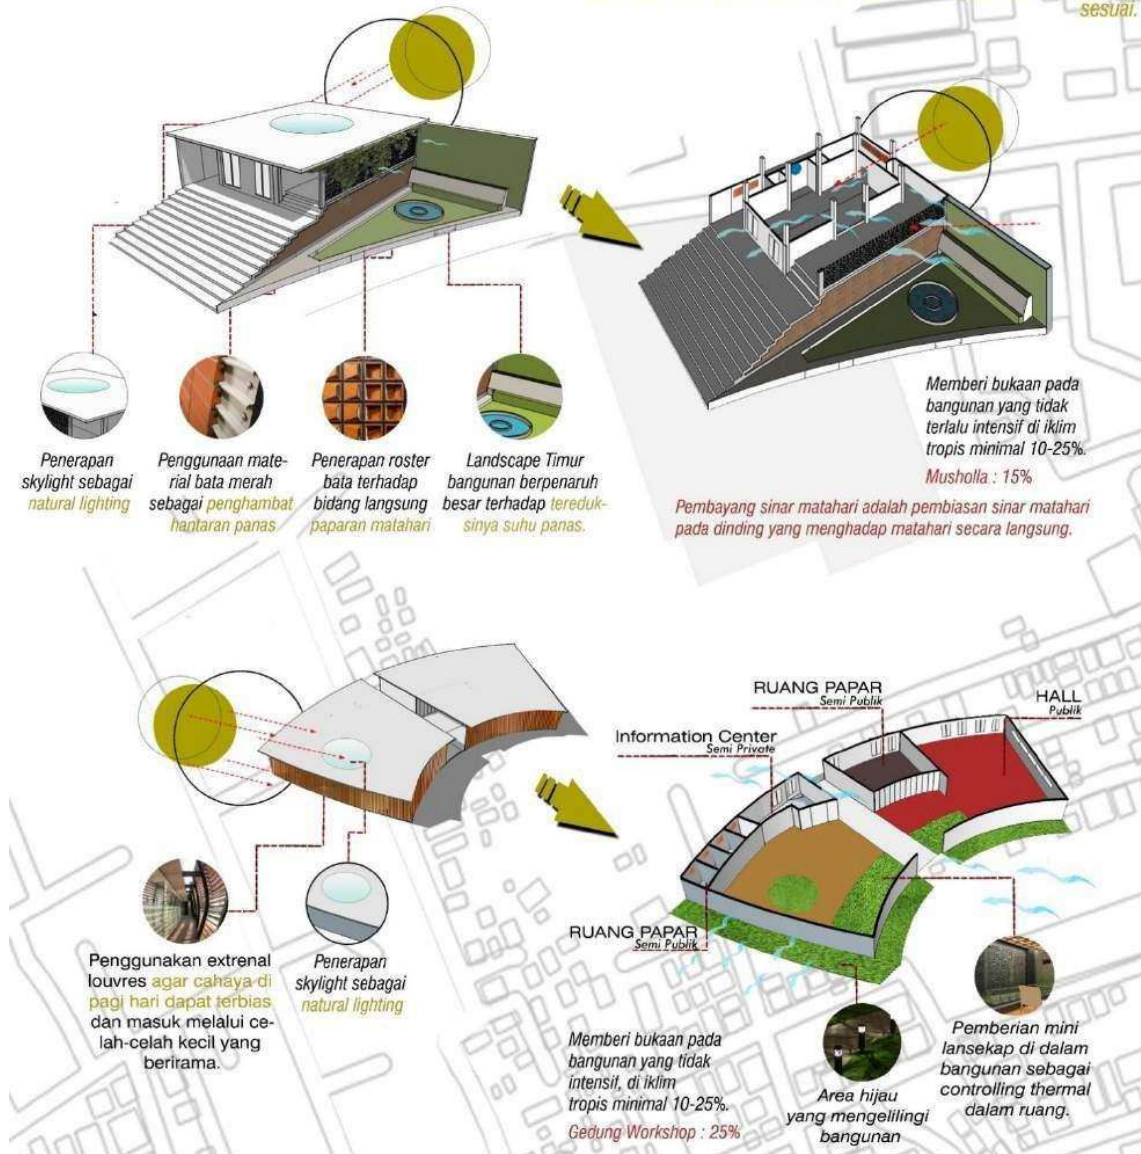 sesuai.
Penerapan
skylight sebagai
natural lighting
Penggunaan mate-
rial bata merah
sebagai penghambat
hantaran panas
Penerapan roster
bata terhadap
bidang langsung
paparan matahari
Landscape Timur
bangunan berpenaruh
besar terhadap tereduk-
sinya suhu panas.
Memberi bukaan pada
bangunan yang tidak
terlalu intensif di iklim
tropis minimal 10-25%.
Musholla : 15%
Pembayang sinar matahari adalah pembiasan sinar matahari
pada dinding yang menghadap matahari secara langsung.
RUANG PAPAR
Semi Publik
HALL
Publik
Information Center
Semi Private
RUANG PAPAR
Semi Publik
Penggunakan extrenal
louvres agar cahaya di
pagi hari dapat terbias
dan masuk melalui ce-
lah-celah kecil yang
berirama.
Penerapan
skylight sebagai
natural lighting
Memberi bukaan pada
bangunan yang tidak
intensif, di iklim
tropis minimal 10-25%.
Gedung Workshop : 25%
Area hijau
yang mengelilingi
bangunan
Pemberian mini
lansekap di dalam
bangunan sebagai
controlling thermal
dalam ruang.